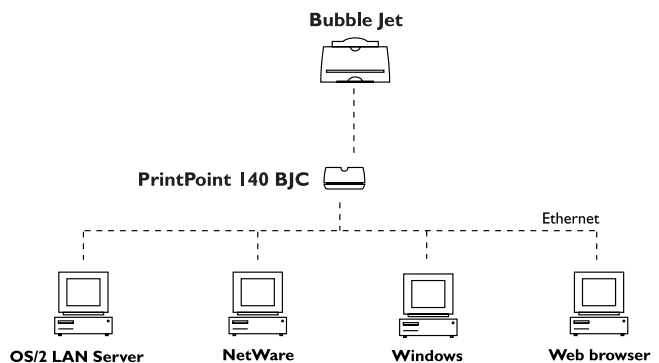 Bubble Jet
PrintPoint 140 BJC
Ethernet
OS/2 LAN Server
NetWare
Windows
Web browser